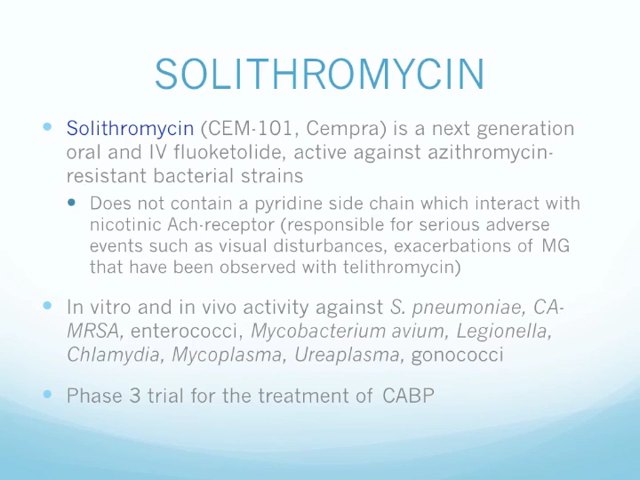 SOLITHROMYCIN
• Solithromycin (CEM-101, Cempra) is a next generation
oral and IV fluoketolide, active against azithromycin-
resistant bacterial strains
• Does not contain a pyridine side chain which interact with
nicotinic Ach-receptor (responsible for serious adverse
events such as visual disturbances, exacerbations of MG
that have been observed with telithromycin)
• In vitro and in vivo activity against S. pneumoniae, CA-
MRSA, enterococci, Mycobacterium avium, Legionella,
Chlamydia, Mycoplasma, Ureaplasma, gonococci
• Phase 3 trial for the treatment of CABP